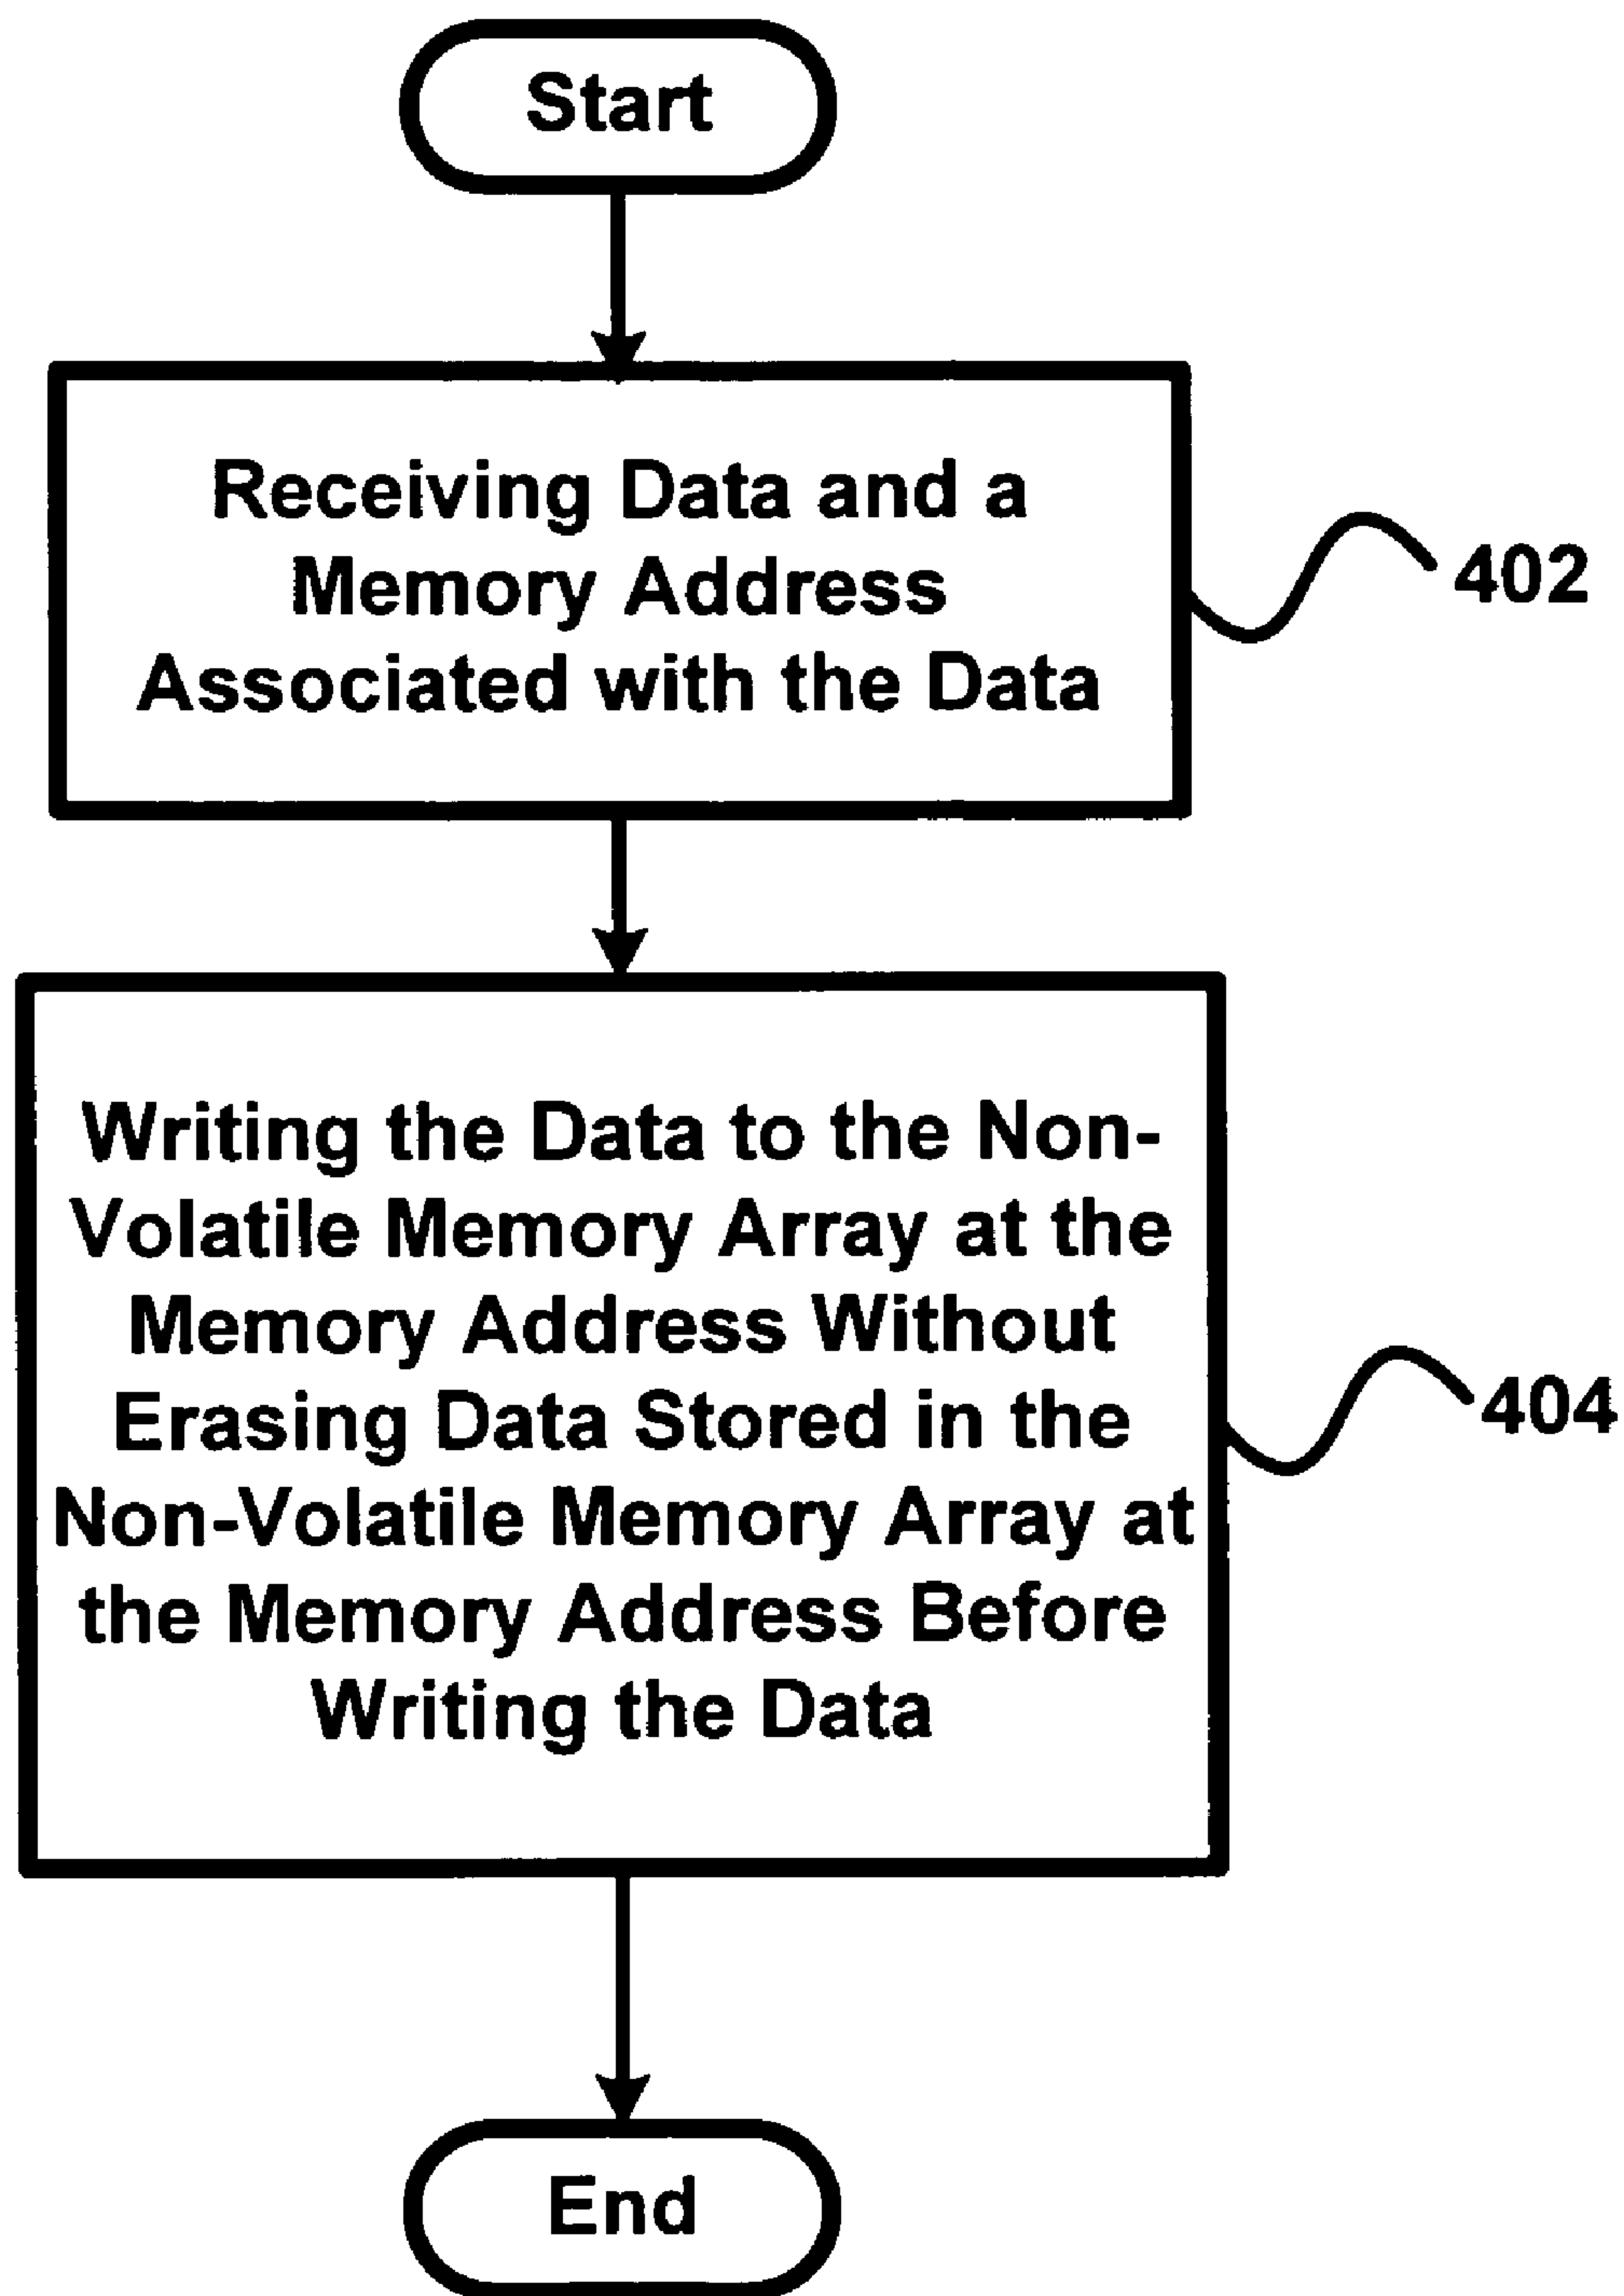 Start
Receiving Data and a
Memory Address
Associated with the Data
402
Writing the Data to the Non-
Volatile Memory Array at the
Memory Address Without
Erasing Data Stored in the
Non-Volatile Memory Array at
the Memory Address Before
Writing the Data
404
End